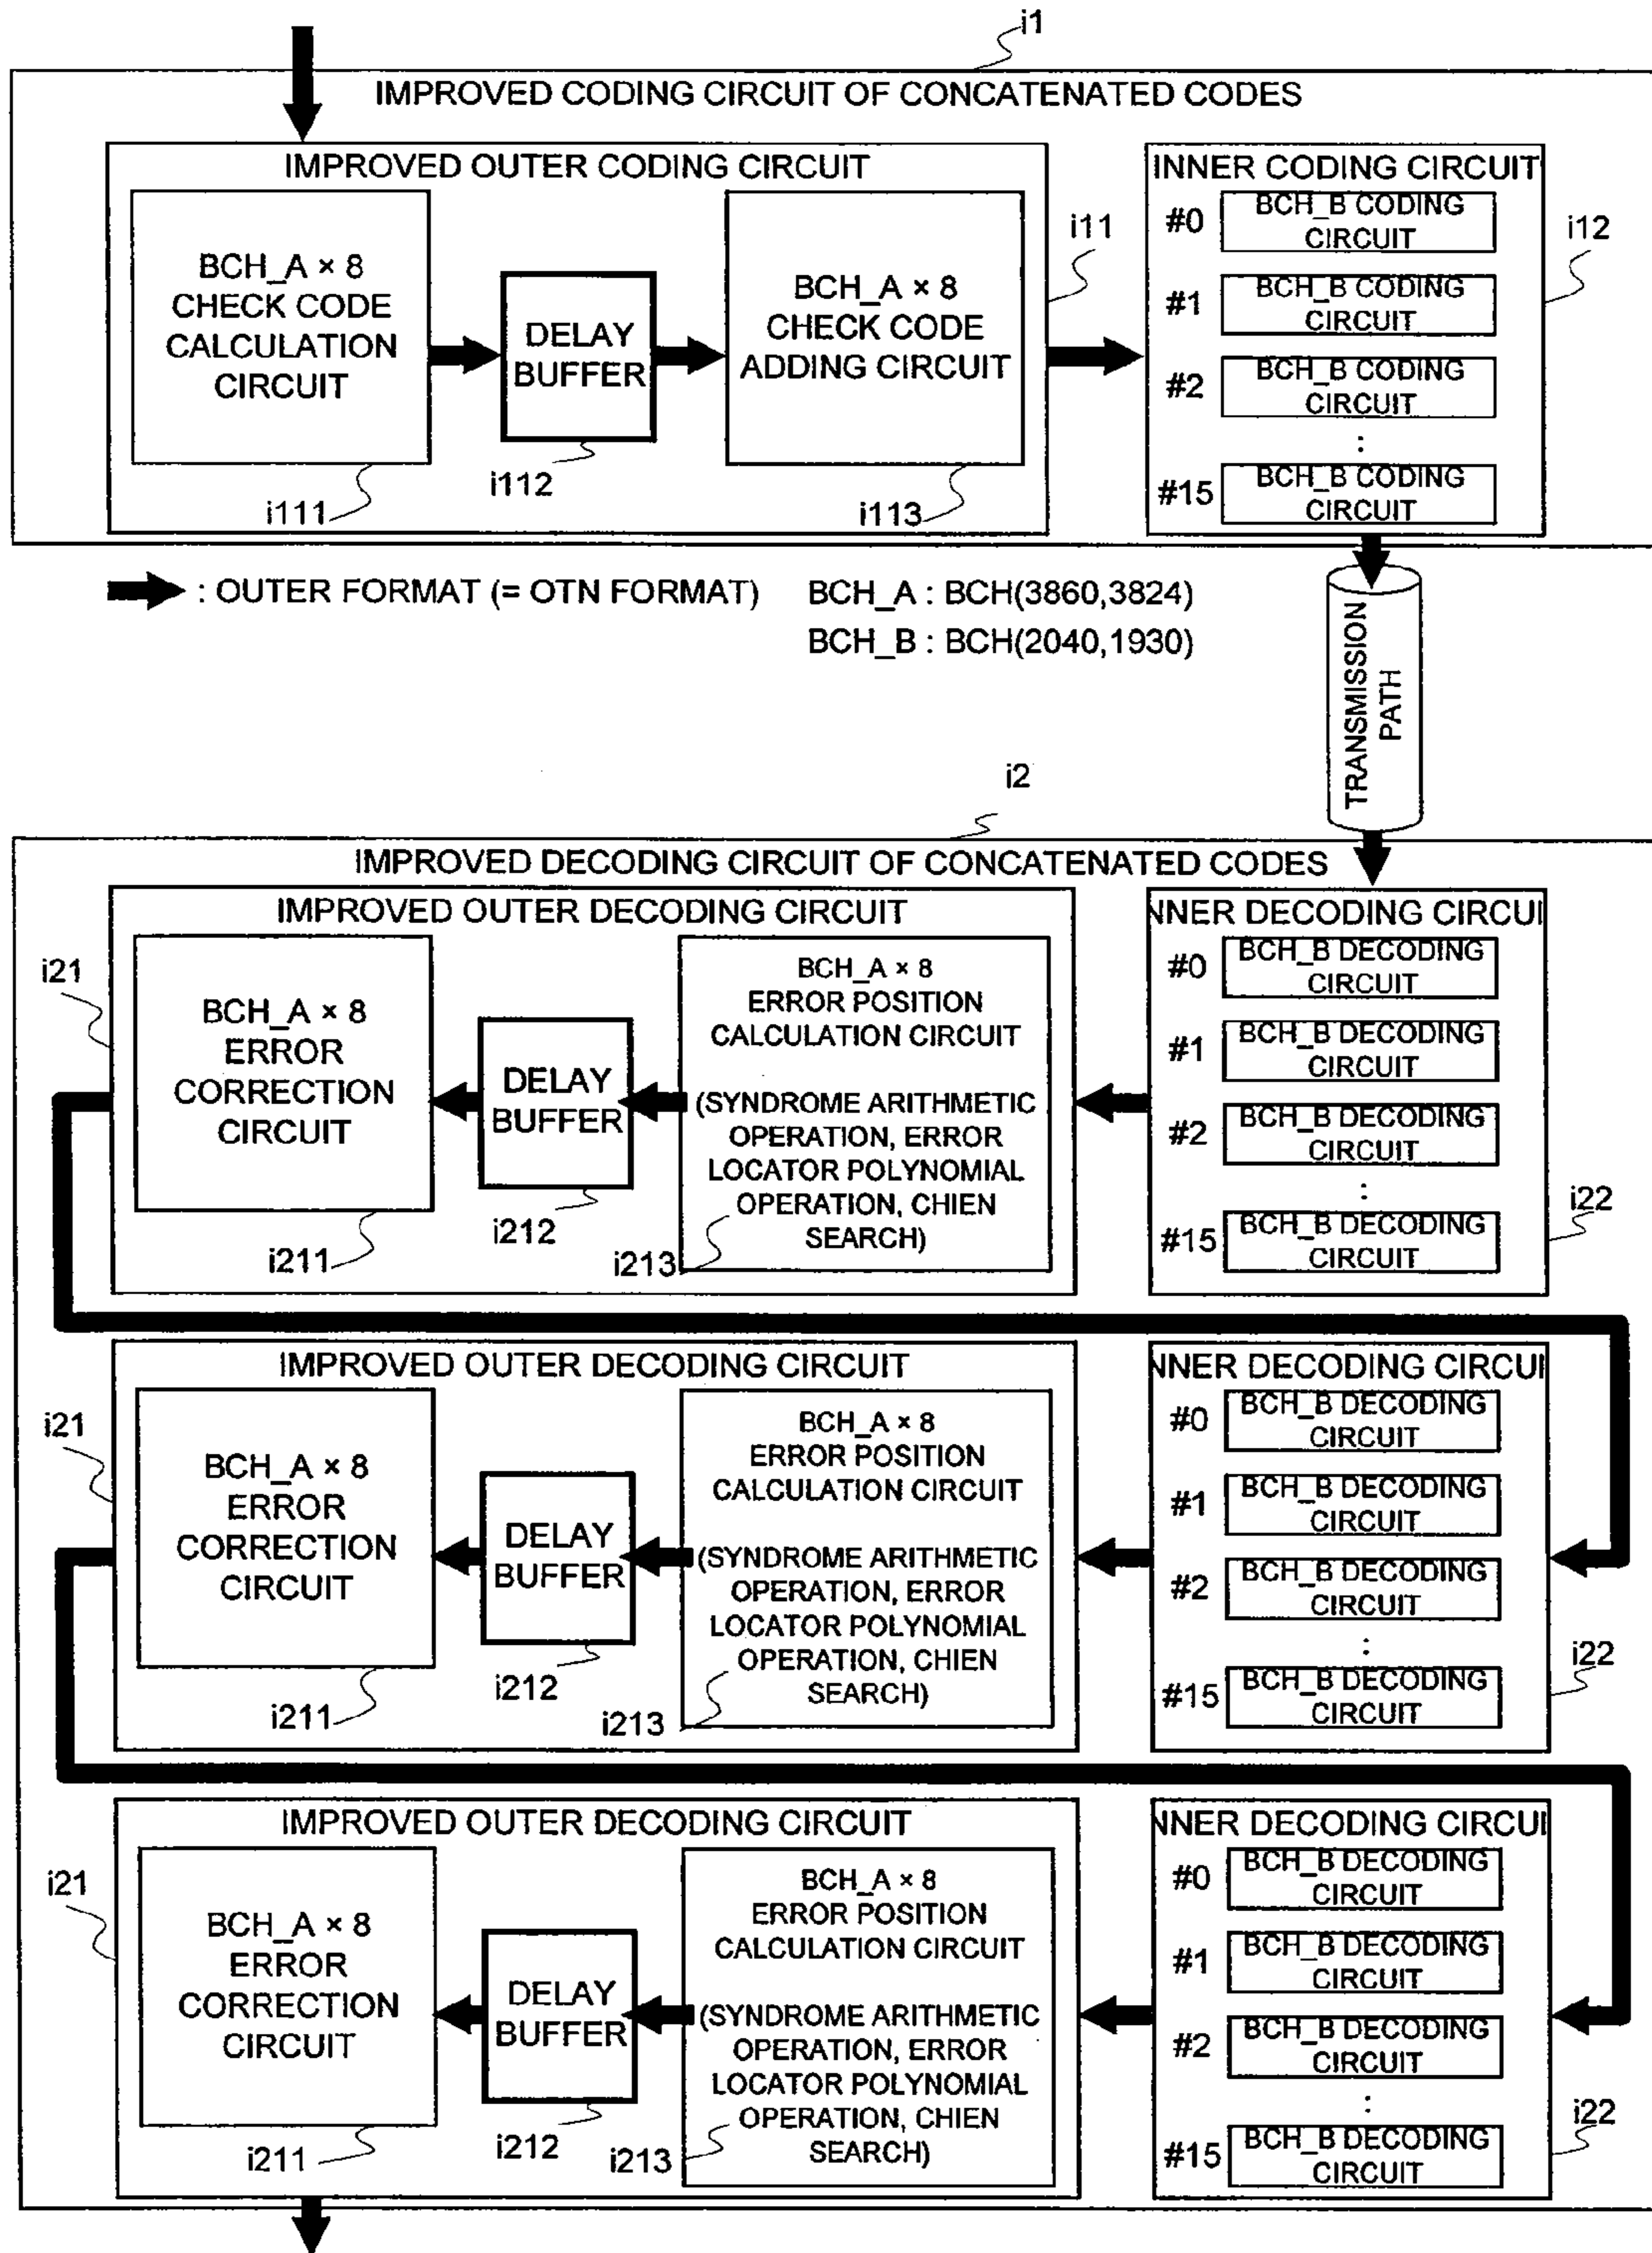 i1
IMPROVED CODING CIRCUIT OF CONCATENATED CODES
IMPROVED OUTER CODING CIRCUIT
BCH_A × 8
CHECK CODE
CALCULATION
CIRCUIT
i111
DELAY
BUFFER
i112
BCH_A × 8
CHECK CODE
ADDING CIRCUIT
i113
i11
INNER CODING CIRCUIT
#0 BCH_B CODING
CIRCUIT
#1 BCH_B CODING
CIRCUIT
#2 BCH_B CODING
CIRCUIT
:
#15 BCH_B CODING
CIRCUIT
i12
: OUTER FORMAT (= OTN FORMAT)
BCH_A : BCH(3860,3824)
BCH_B : BCH(2040,1930)
TRANSMISSION
PATH
i2
IMPROVED DECODING CIRCUIT OF CONCATENATED CODES
IMPROVED OUTER DECODING CIRCUIT
i21
BCH_A × 8
ERROR
CORRECTION
CIRCUIT
i211
DELAY
BUFFER
i212
BCH_A × 8
ERROR POSITION
CALCULATION CIRCUIT
(SYNDROME ARITHMETIC
OPERATION, ERROR
LOCATOR POLYNOMIAL
OPERATION, CHIEN
SEARCH)
i213
NNER DECODING CIRCUI
#0 BCH_B DECODING
CIRCUIT
#1 BCH_B DECODING
CIRCUIT
#2 BCH_B DECODING
CIRCUIT
:
#15 BCH_B DECODING
CIRCUIT
i22
IMPROVED OUTER DECODING CIRCUIT
i21
BCH_A × 8
ERROR
CORRECTION
CIRCUIT
i211
DELAY
BUFFER
i212
BCH_A × 8
ERROR POSITION
CALCULATION CIRCUIT
(SYNDROME ARITHMETIC
OPERATION, ERROR
LOCATOR POLYNOMIAL
OPERATION, CHIEN
SEARCH)
i213
NNER DECODING CIRCUI
#0 BCH_B DECODING
CIRCUIT
#1 BCH_B DECODING
CIRCUIT
#2 BCH_B DECODING
CIRCUIT
:
#15 BCH_B DECODING
CIRCUIT
i22
IMPROVED OUTER DECODING CIRCUIT
i21
BCH_A × 8
ERROR
CORRECTION
CIRCUIT
i211
DELAY
BUFFER
i212
BCH_A × 8
ERROR POSITION
CALCULATION CIRCUIT
(SYNDROME ARITHMETIC
OPERATION, ERROR
LOCATOR POLYNOMIAL
OPERATION, CHIEN
SEARCH)
i213
NNER DECODING CIRCUI
#0 BCH_B DECODING
CIRCUIT
#1 BCH_B DECODING
CIRCUIT
#2 BCH_B DECODING
CIRCUIT
:
#15 BCH_B DECODING
CIRCUIT
i22